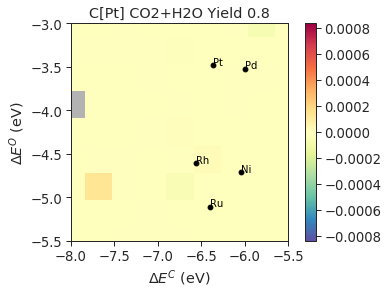 C[Pt] CO2+H2O Yield 0.8
−3.0
−3.5
−4.0
−4.5
−5.0
−5.5
ΔE^O (eV)
Pt
Pd
Rh
Ni
Ru
−8.0 −7.5 −7.0 −6.5 −6.0 −5.5
ΔE^C (eV)
0.0008
0.0006
0.0004
0.0002
0.0000
−0.0002
−0.0004
−0.0006
−0.0008